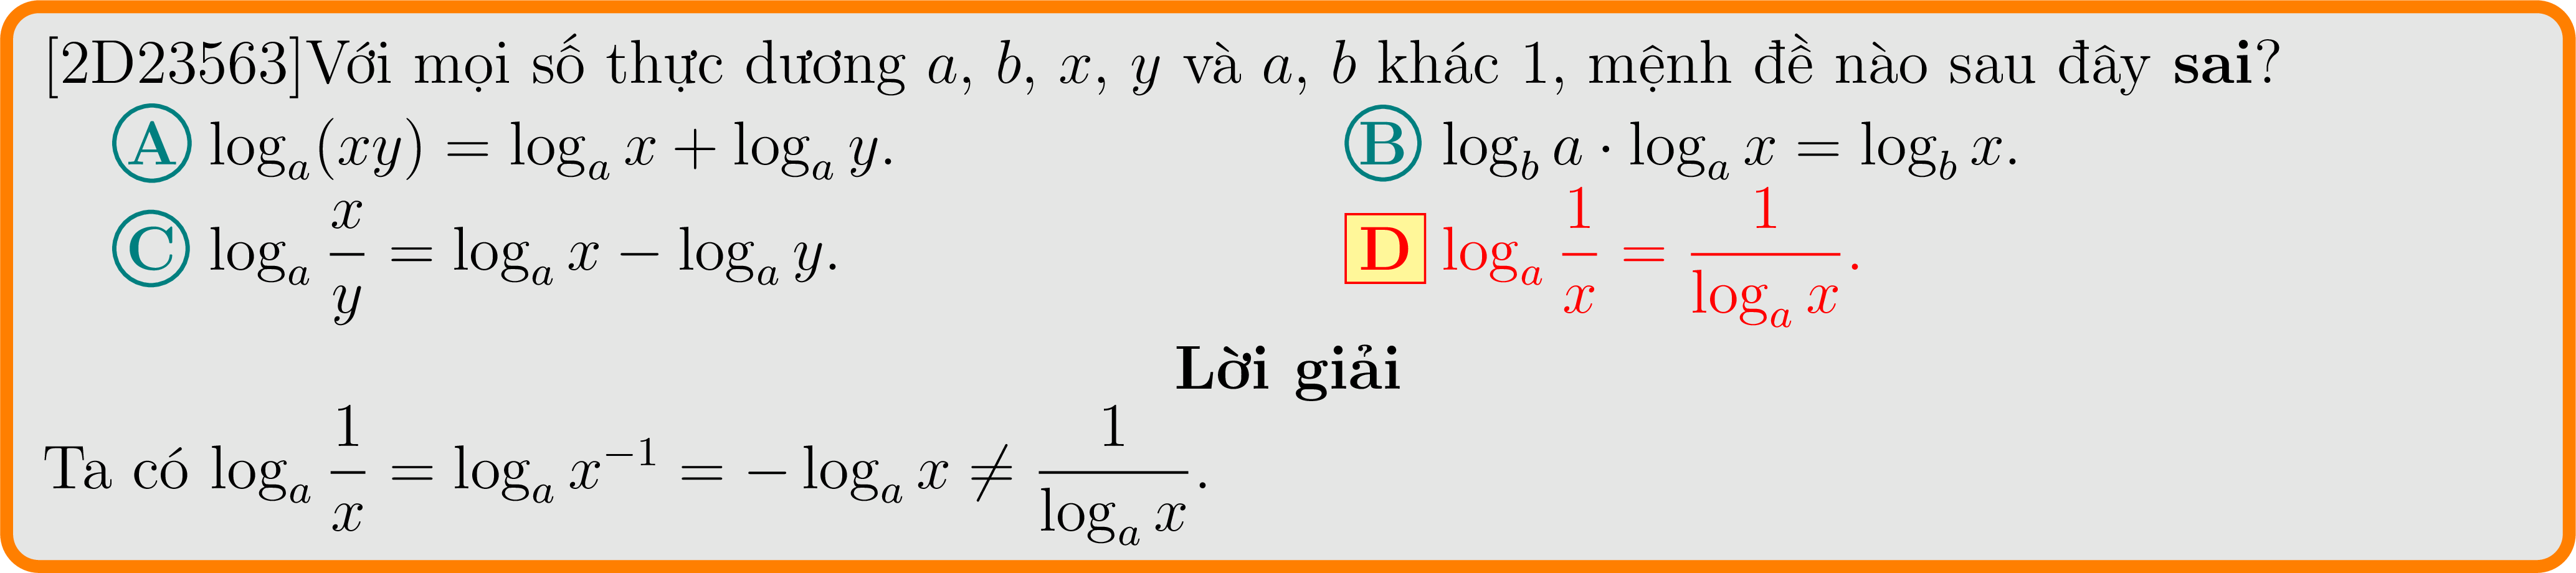 [2D23563]Với mọi số thực dương a, b, x, y và a, b khác 1, mệnh đề nào sau đây sai?
A log_a(xy) = log_a x + log_a y. B log_b a · log_a x = log_b x.
C log_a \frac{x}{y} = log_a x − log_a y. D log_a \frac{1}{x} = \frac{1}{log_a x}.
Lời giải
Ta có log_a \frac{1}{x} = log_a x^{−1} = − log_a x ≠ \frac{1}{log_a x}.